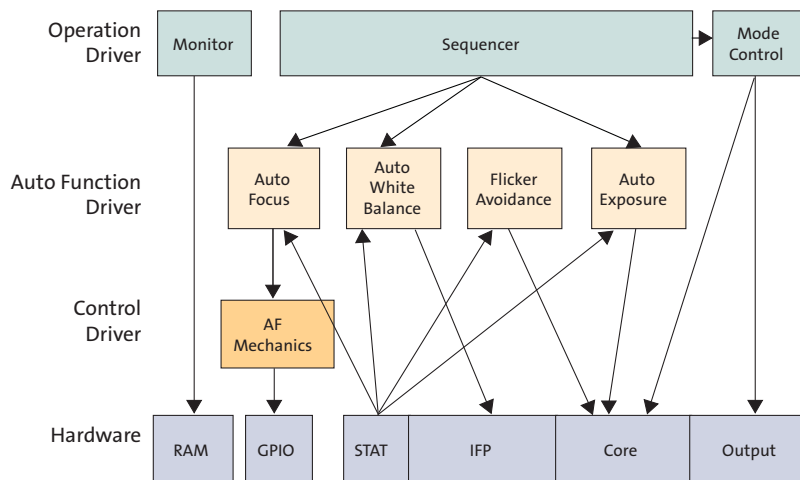 Operation
Driver
Monitor
Sequencer
Mode
Control
Auto Function
Driver
Auto
Focus
Auto
White
Balance
Flicker
Avoidance
Auto
Exposure
Control
Driver
AF
Mechanics
Hardware
RAM
GPIO
STAT
IFP
Core
Output